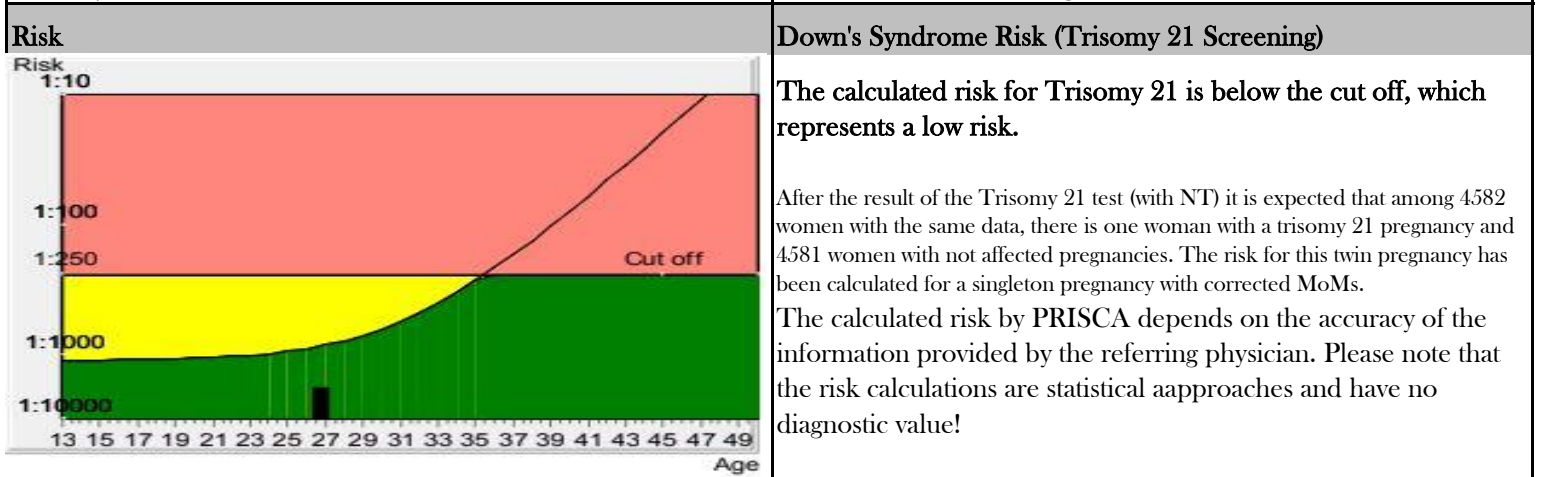 Risk
Risk
1:10
1:100
1:250
Cut off
1:1000
1:10000
13 15 17 19 21 23 25 27 29 31 33 35 37 39 41 43 45 47 49
Age
Down's Syndrome Risk (Trisomy 21 Screening)
The calculated risk for Trisomy 21 is below the cut off, which
represents a low risk.
After the result of the Trisomy 21 test (with NT) it is expected that among 4582
women with the same data, there is one woman with a trisomy 21 pregnancy and
4581 women with not affected pregnancies. The risk for this twin pregnancy has
been calculated for a singleton pregnancy with corrected MoMs.
The calculated risk by PRISCA depends on the accuracy of the
information provided by the referring physician. Please note that
the risk calculations are statistical aapproaches and have no
diagnostic value!